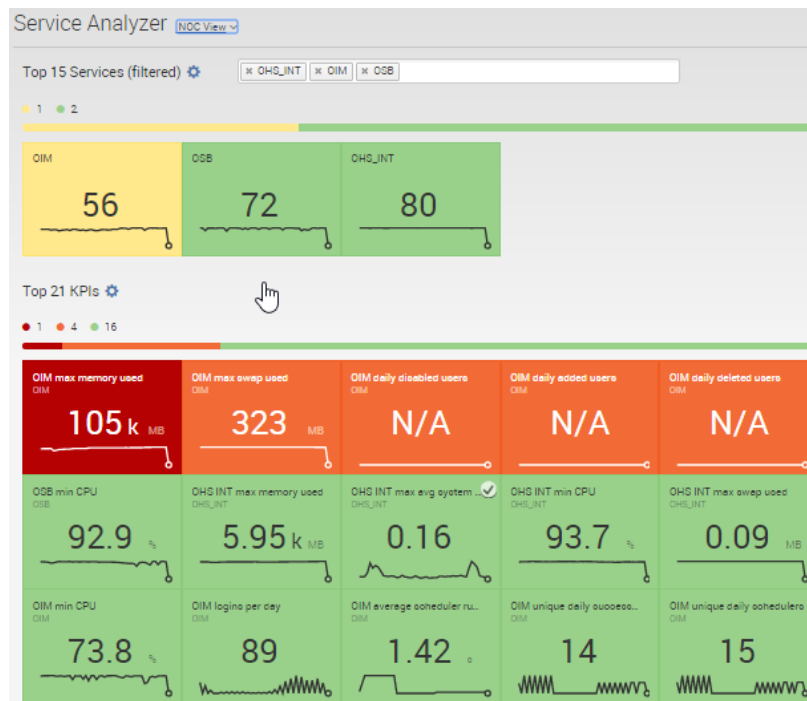 Service Analyzer NOC View
Top 15 Services (filtered) × OHS_INT × OIM × OSB
1 2
OIM OSB OHS_INT
56 72 80
Top 21 KPIs
1 4 16
OIM max memory used OIM max swap used OIM daily disabled users OIM daily added users OIM daily deleted users
OIM OIM OIM OIM OIM
105 k MB 323 MB N/A N/A N/A
OSB min CPU OHS INT max memory used OHS INT max avg system ... OHS INT min CPU OHS INT max swap used
OSB OHS_INT OHS_INT OHS_INT OHS_INT
92.9 % 5.95 k MB 0.16 93.7 % 0.09 MB
OIM min CPU OIM logins per day OIM average scheduler ru... OIM unique daily success... OIM unique daily schedulers
OIM OIM OIM OIM OIM
73.8 % 89 1.42 14 15